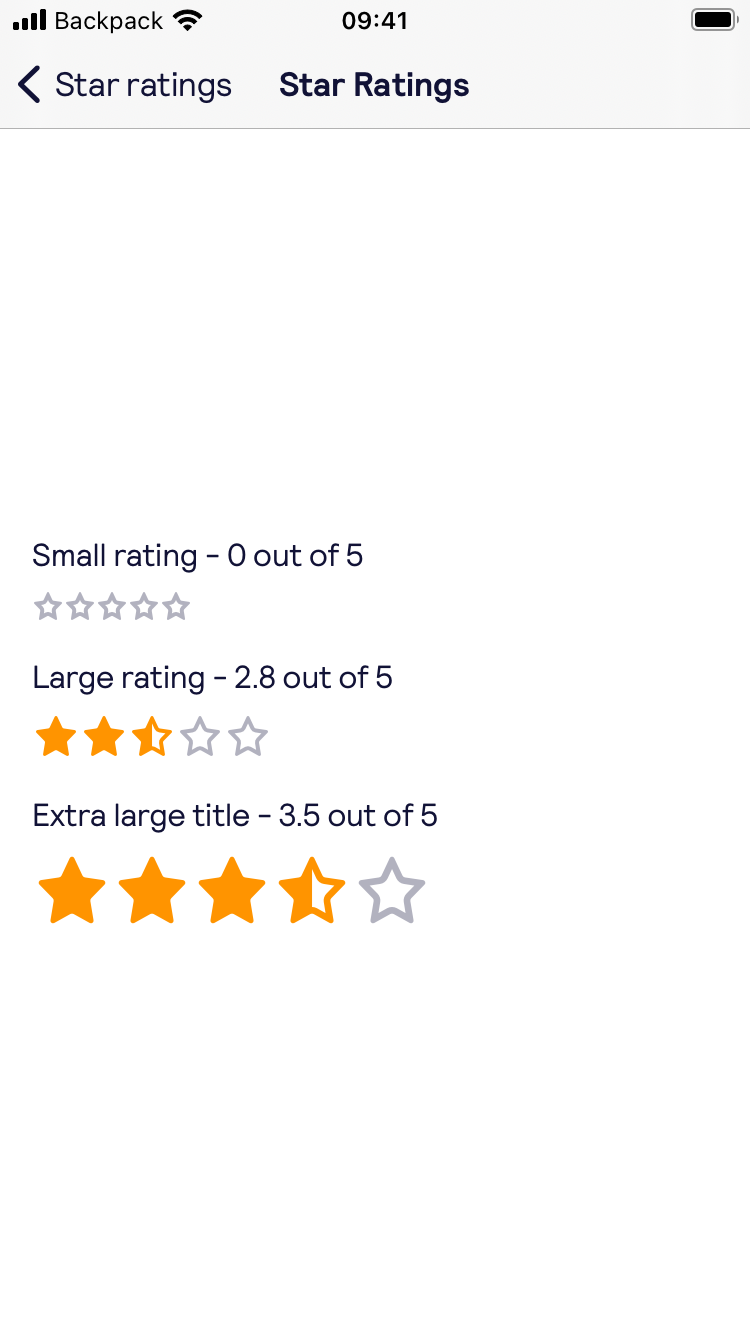 Backpack 09:41
Star ratings Star Ratings
Small rating - 0 out of 5
Large rating - 2.8 out of 5
Extra large title - 3.5 out of 5